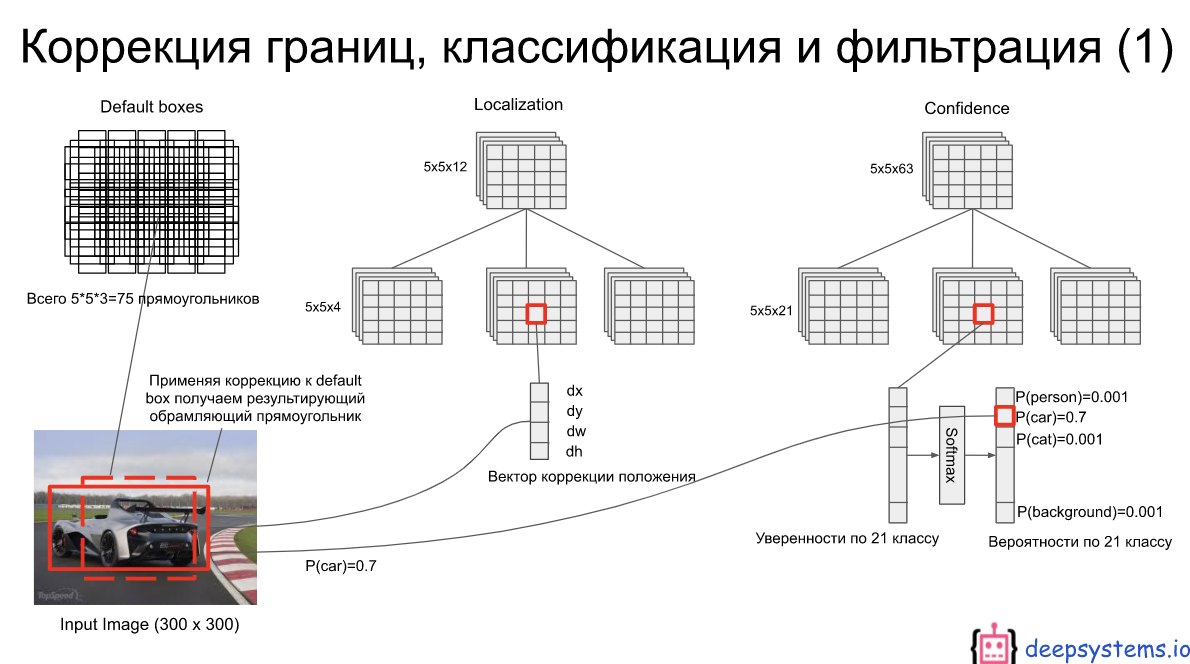 Коррекция границ, классификация и фильтрация (1)
Default boxes
Localization
Confidence
5x5x12
5x5x63
Всего 5*5*3=75 прямоугольников
5x5x4
5x5x21
Применяя коррекцию к default
box получаем результирующий
обрамляющий прямоугольник
dx
dy
dw
dh
Вектор коррекции положения
Softmax
P(person)=0.001
P(car)=0.7
P(cat)=0.001
P(background)=0.001
Уверенности по 21 классу
Вероятности по 21 классу
P(car)=0.7
TopSpeed
Input Image (300 x 300)
deepsystems.io